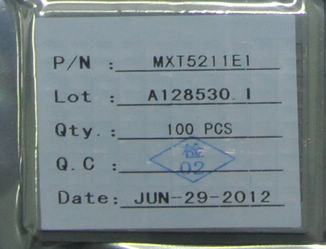 P/N : MXT5211E1
Lot : A128530.1
Qty.: 100 PCS
Q.C : 检 02
Date: JUN-29-2012